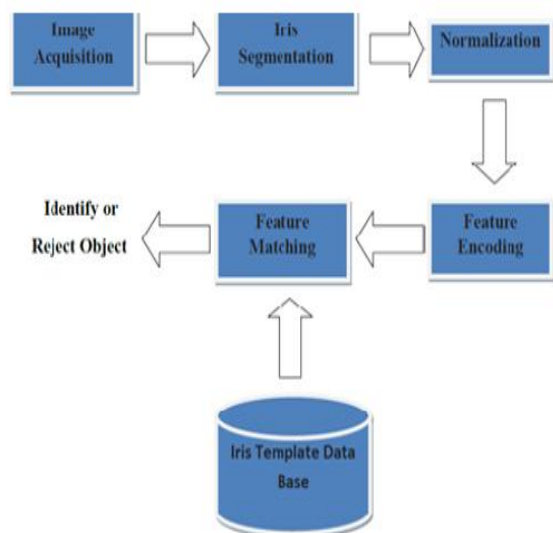 Image
Acquisition
Iris
Segmentation
Normalization
Identify or
Reject Object
Feature
Matching
Feature
Encoding
Iris Template Data
Base